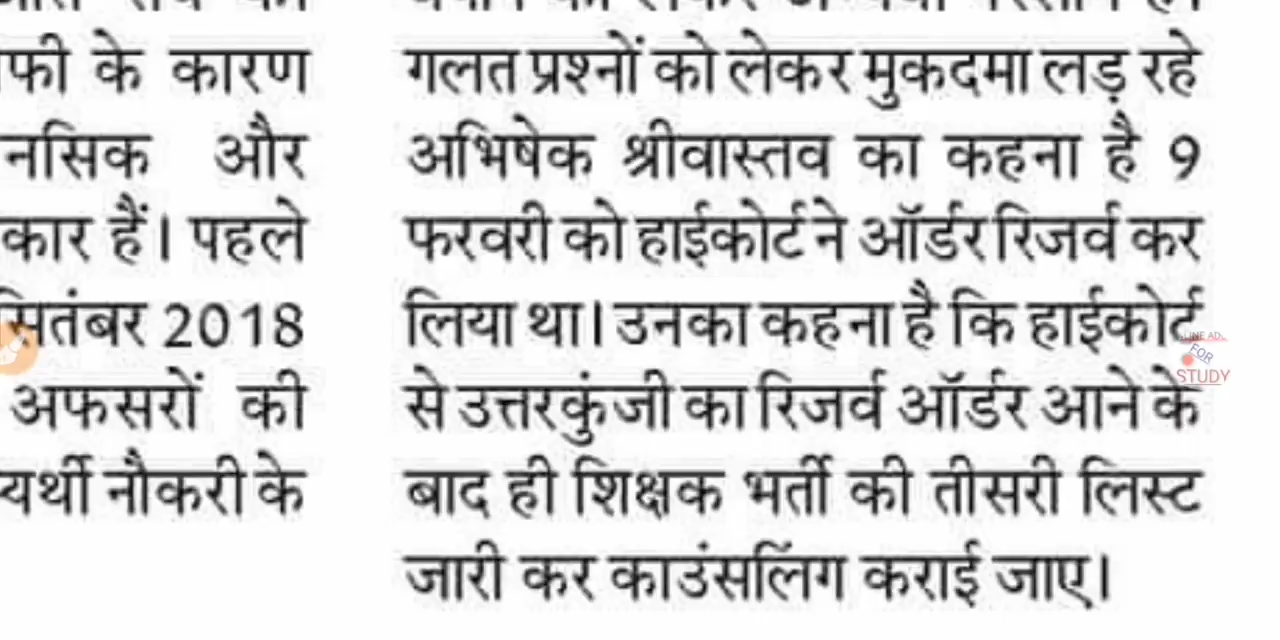 फी के कारण
नसिक और
कार हैं। पहले
सितंबर 2018
अफसरों की
यर्थी नौकरी के
गलत प्रश्नों को लेकर मुकदमा लड़ रहे
अभिषेक श्रीवास्तव का कहना है 9
फरवरी को हाईकोर्ट ने ऑर्डर रिजर्व कर
लिया था। उनका कहना है कि हाईकोर्ट
से उत्तरकुंजी का रिजर्व ऑर्डर आने के
बाद ही शिक्षक भर्ती की तीसरी लिस्ट
जारी कर काउंसलिंग कराई जाए।
FOR
STUDY